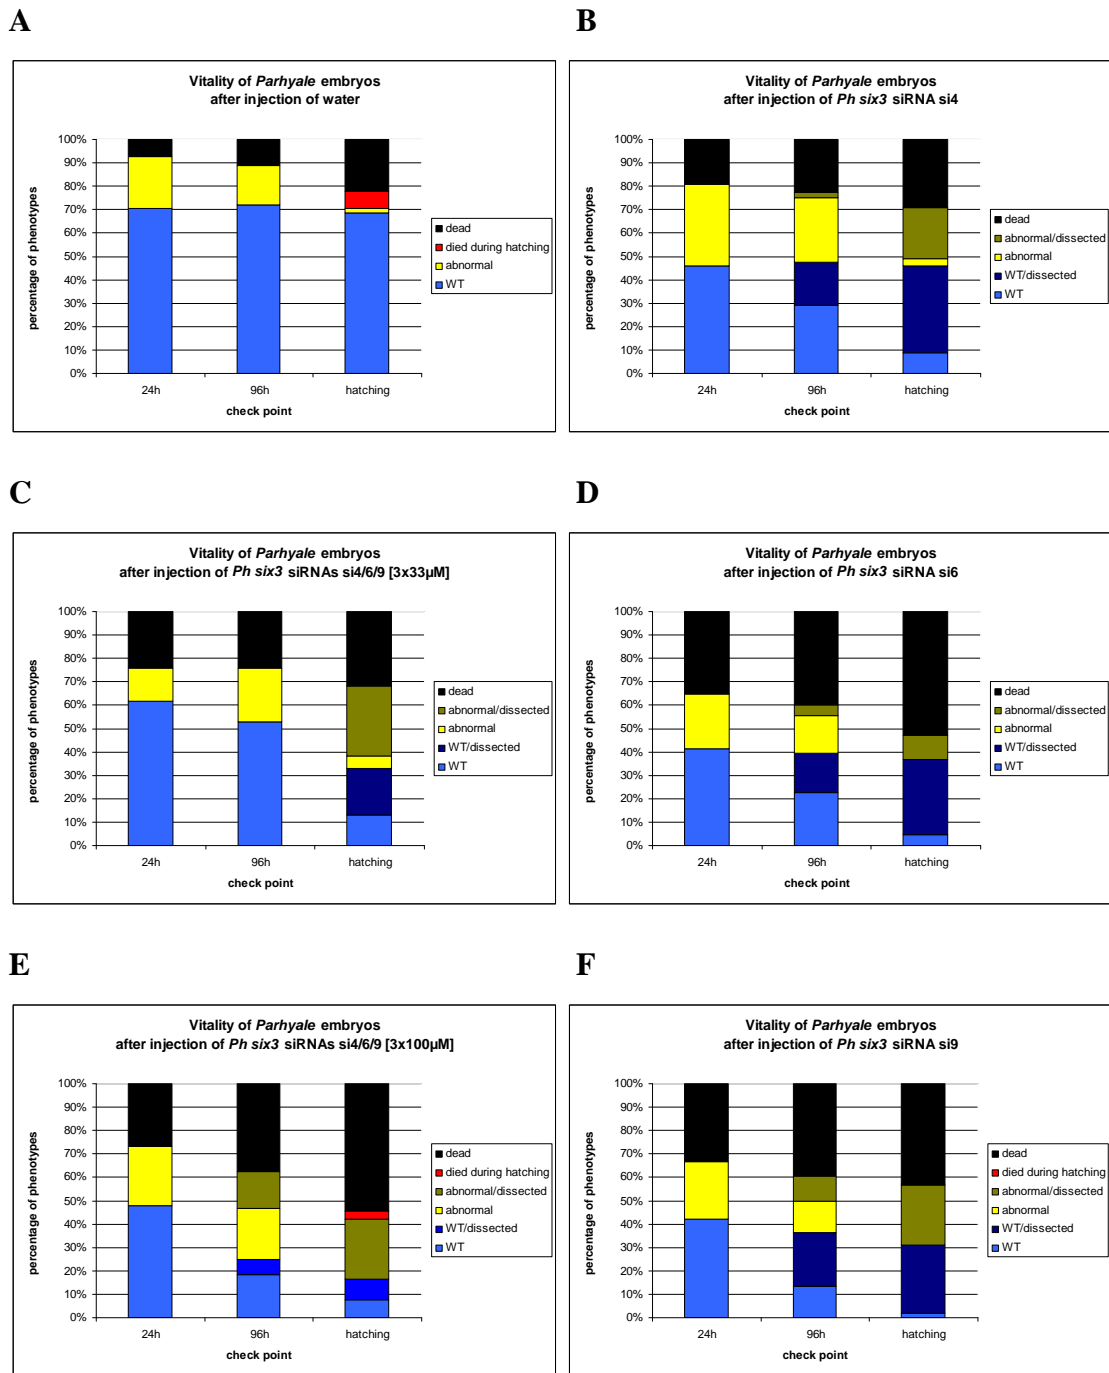 A
Vitality of Parhyale embryos
after injection of water
percentage of phenotypes
100%
90%
80%
70%
60%
50%
40%
30%
20%
10%
0%
24h
96h
hatching
check point
dead
died during hatching
abnormal
WT
B
Vitality of Parhyale embryos
after injection of Ph six3 siRNA si4
percentage of phenotypes
100%
90%
80%
70%
60%
50%
40%
30%
20%
10%
0%
24h
96h
hatching
check point
dead
abnormal/dissected
abnormal
WT/dissected
WT
C
Vitality of Parhyale embryos
after injection of Ph six3 siRNAs si4/6/9 [3x33µM]
percentage of phenotypes
100%
90%
80%
70%
60%
50%
40%
30%
20%
10%
0%
24h
96h
hatching
check point
dead
abnormal/dissected
abnormal
WT/dissected
WT
D
Vitality of Parhyale embryos
after injection of Ph six3 siRNA si6
percentage of phenotypes
100%
90%
80%
70%
60%
50%
40%
30%
20%
10%
0%
24h
96h
hatching
check point
dead
abnormal/dissected
abnormal
WT/dissected
WT
E
Vitality of Parhyale embryos
after injection of Ph six3 siRNAs si4/6/9 [3x100µM]
percentage of phenotypes
100%
90%
80%
70%
60%
50%
40%
30%
20%
10%
0%
24h
96h
hatching
check point
dead
died during hatching
abnormal/dissected
abnormal
WT/dissected
WT
F
Vitality of Parhyale embryos
after injection of Ph six3 siRNA si9
percentage of phenotypes
100%
90%
80%
70%
60%
50%
40%
30%
20%
10%
0%
24h
96h
hatching
check point
dead
died during hatching
abnormal/dissected
abnormal
WT/dissected
WT